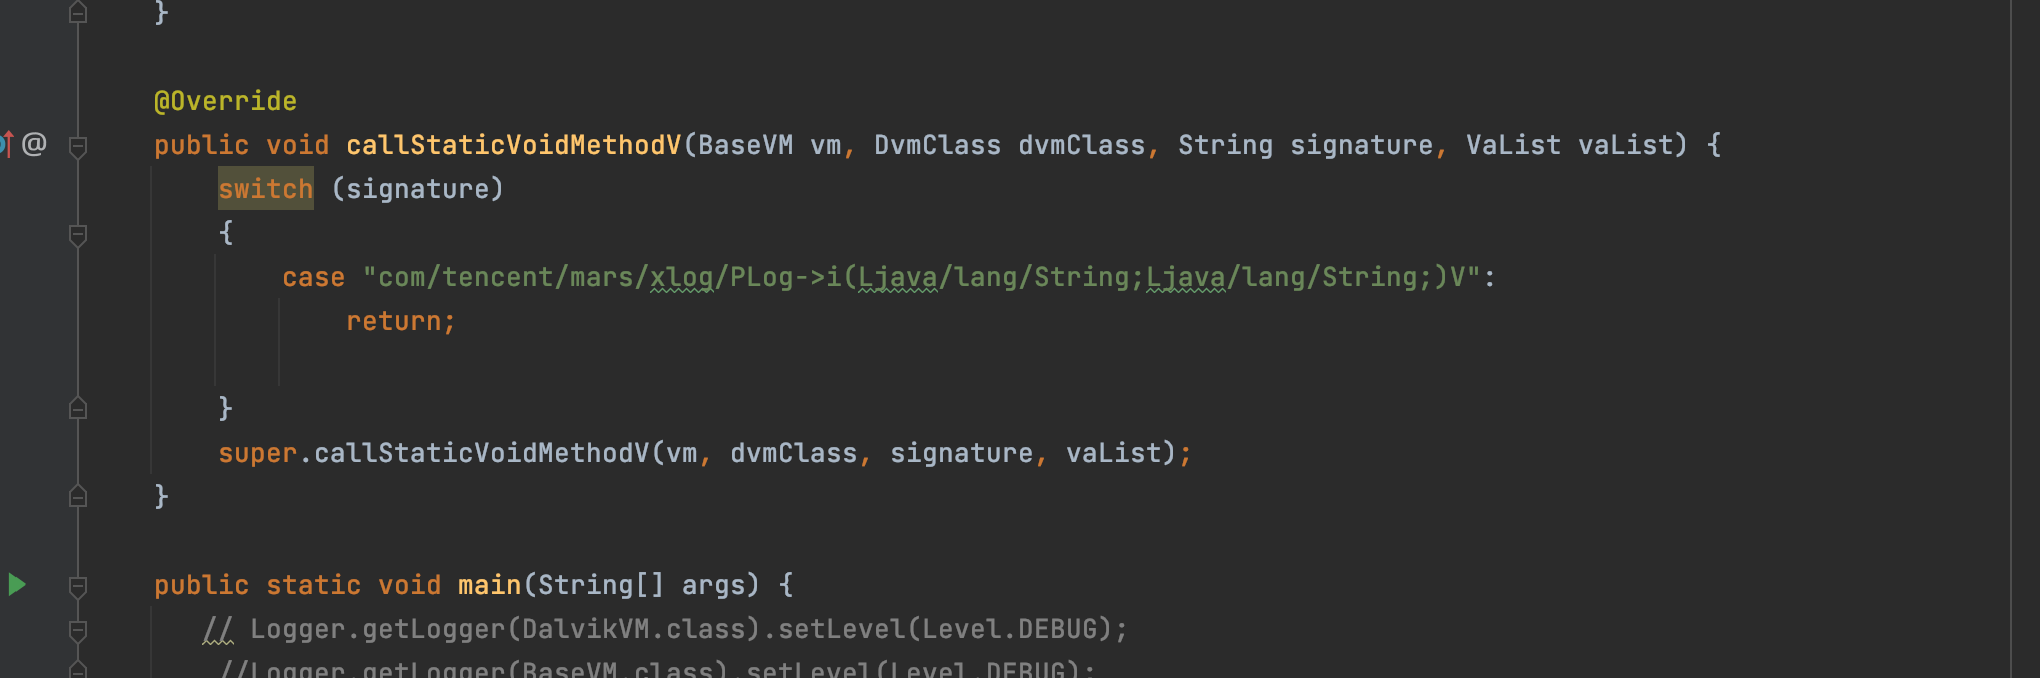 }
@Override
@ public void callStaticVoidMethodV(BaseVM vm, DvmClass dvmClass, String signature, VaList vaList) {
switch (signature)
{
case "com/tencent/mars/xlog/PLog->i(Ljava/lang/String;Ljava/lang/String;)V":
return;
}
super.callStaticVoidMethodV(vm, dvmClass, signature, vaList);
}
public static void main(String[] args) {
// Logger.getLogger(DalvikVM.class).setLevel(Level.DEBUG);
//Logger.getLogger(BaseVM.class).setLevel(Level.DEBUG);